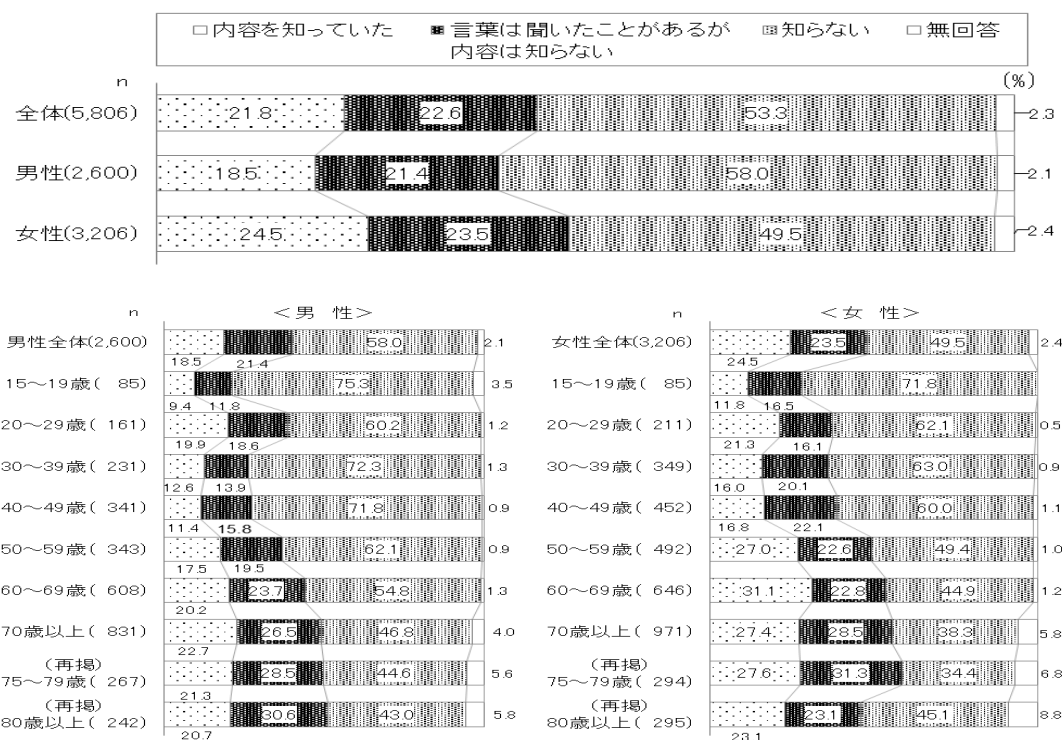 □内容を知っていた ■言葉は聞いたことがあるが ▥知らない □無回答
内容は知らない
n (%)
全体(5,806) 21.8 22.6 53.3 2.3
男性(2,600) 18.5 21.4 58.0 2.1
女性(3,206) 24.5 23.5 49.5 2.4
n ＜男 性＞
男性全体(2,600) 58.0 2.1
18.5 21.4
15～19歳( 85) 75.3 3.5
9.4 11.8
20～29歳( 161) 60.2 1.2
19.9 18.6
30～39歳( 231) 72.3 1.3
12.6 13.9
40～49歳( 341) 71.8 0.9
11.4 15.8
50～59歳( 343) 62.1 0.9
17.5 19.5
60～69歳( 608) 23.7 54.8 1.3
20.2
70歳以上( 831) 26.5 46.8 4.0
22.7
(再掲)
75～79歳( 267) 28.5 44.6 5.6
21.3
(再掲)
80歳以上( 242) 30.6 43.0 5.8
20.7
n ＜女 性＞
女性全体(3,206) 23.5 49.5 2.4
24.5
15～19歳( 85) 71.8
11.8 16.5
20～29歳( 211) 62.1 0.5
21.3 16.1
30～39歳( 349) 63.0 0.9
16.0 20.1
40～49歳( 452) 60.0 1.1
16.8 22.1
50～59歳( 492) 27.0 22.6 49.4 1.0
60～69歳( 646) 31.1 22.8 44.9 1.2
70歳以上( 971) 27.4 28.5 38.3 5.8
(再掲)
75～79歳( 294) 27.6 31.3 34.4 6.8
(再掲)
80歳以上( 295) 23.1 45.1 8.8
23.1